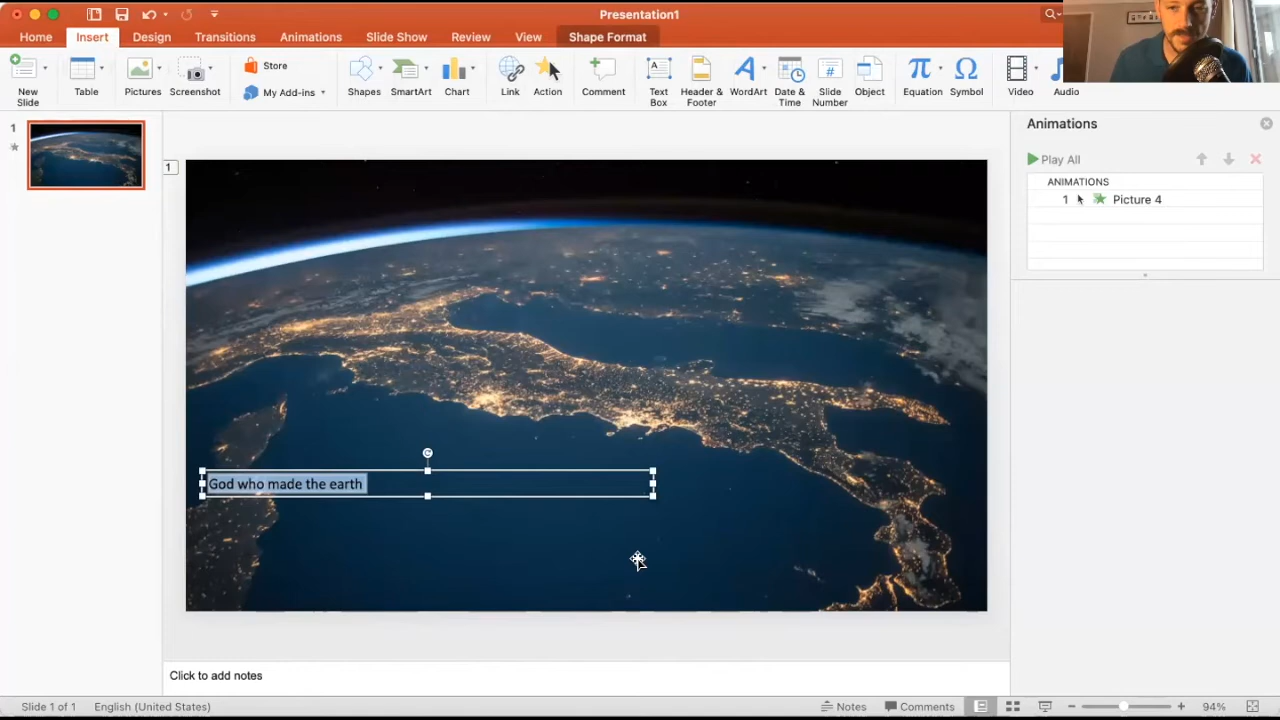 Presentation1
Home Insert Design Transitions Animations Slide Show Review View Shape Format
New Slide
Table
Pictures
Screenshot
Store
My Add-ins
Shapes
SmartArt
Chart
Link
Action
Comment
Text Box
Header & Footer
WordArt
Date & Time
Slide Number
Object
Equation
Symbol
Video
Audio
1
1
Animations
Play All
ANIMATIONS
1 Picture 4
God who made the earth
Click to add notes
Slide 1 of 1 English (United States) Notes Comments 94%